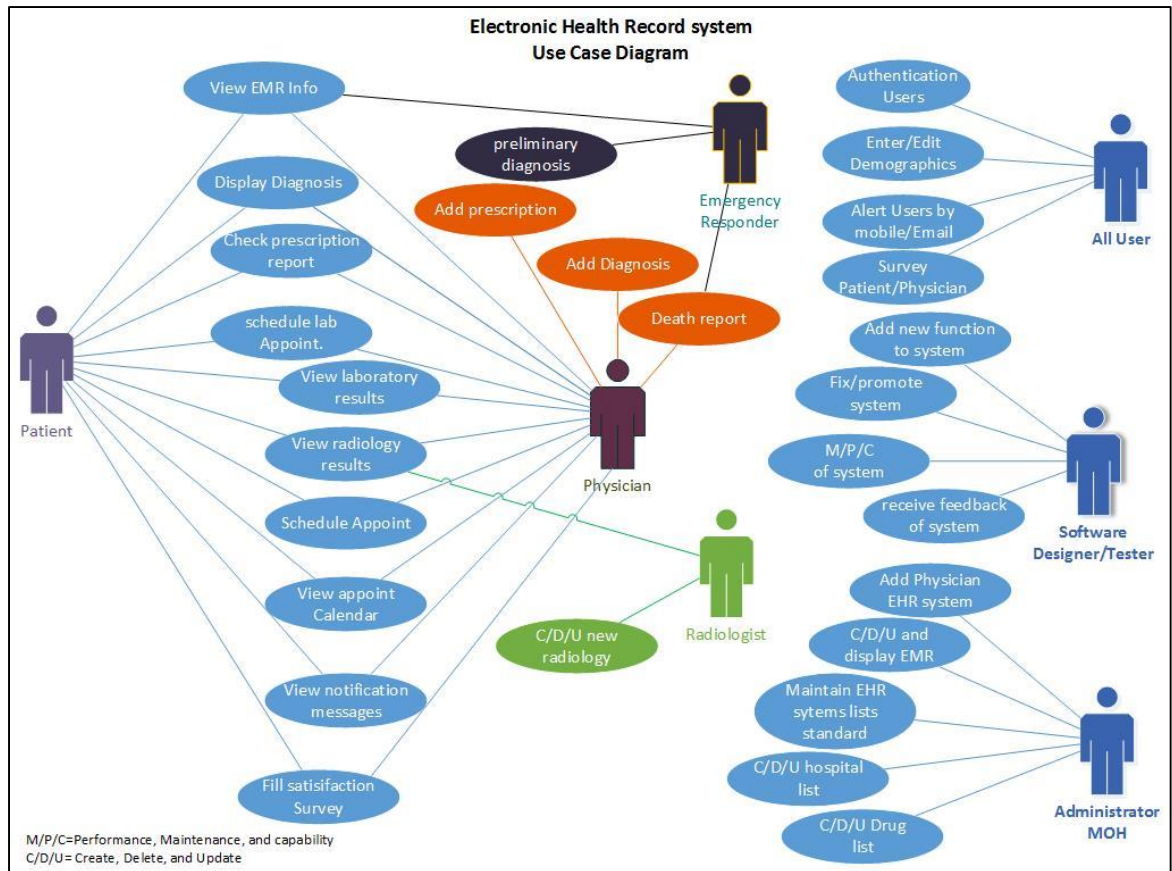 Electronic Health Record system
Use Case Diagram
View EMR Info
preliminary
diagnosis
Display Diagnosis
Add prescription
Emergency
Responder
Check prescription
report
Add Diagnosis
Death report
schedule lab
Appoint.
View laboratory
results
Patient
View radiology
results
Physician
Schedule Appoint
View appoint
Calendar
C/D/U new
radiology
Radiologist
View notification
messages
Fill satisifaction
Survey
Authentication
Users
Enter/Edit
Demographics
Alert Users by
mobile/Email
All User
Survey
Patient/Physician
Add new function
to system
Fix/promote
system
M/P/C
of system
receive feedback
of system
Software
Designer/Tester
Add Physician
EHR system
C/D/U and
display EMR
Maintain EHR
sytems lists
standard
C/D/U hospital
list
C/D/U Drug
list
Administrator
MOH
M/P/C=Performance, Maintenance, and capability
C/D/U= Create, Delete, and Update